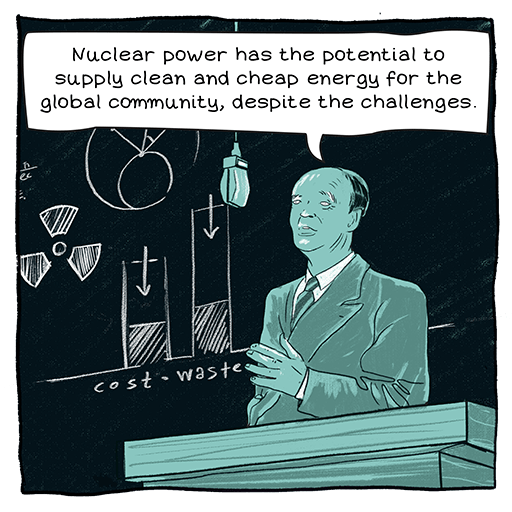 Nuclear power has the potential to
supply clean and cheap energy for the
global community, despite the challenges.
cost - waste